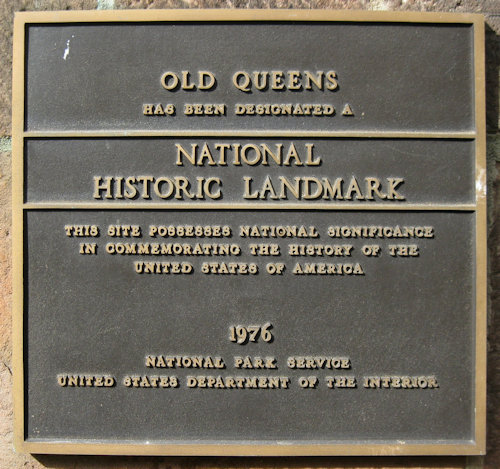 OLD QUEENS
HAS BEEN DESIGNATED A
NATIONAL
HISTORIC LANDMARK
THIS SITE POSSESSES NATIONAL SIGNIFICANCE
IN COMMEMORATING THE HISTORY OF THE
UNITED STATES OF AMERICA
1976
NATIONAL PARK SERVICE
UNITED STATES DEPARTMENT OF THE INTERIOR